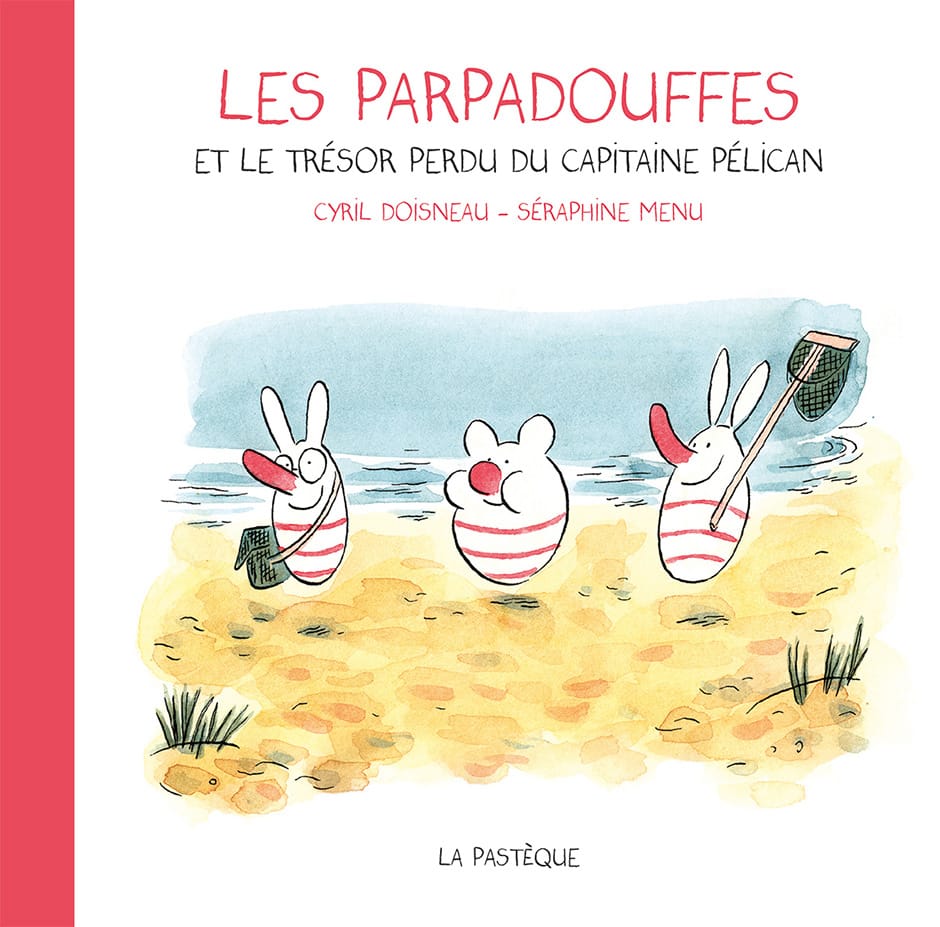 LES PARPADOUFFES
ET LE TRÉSOR PERDU DU CAPITAINE PÉLICAN
CYRIL DOISNEAU - SÉRAPHINE MENU
LA PASTÈQUE